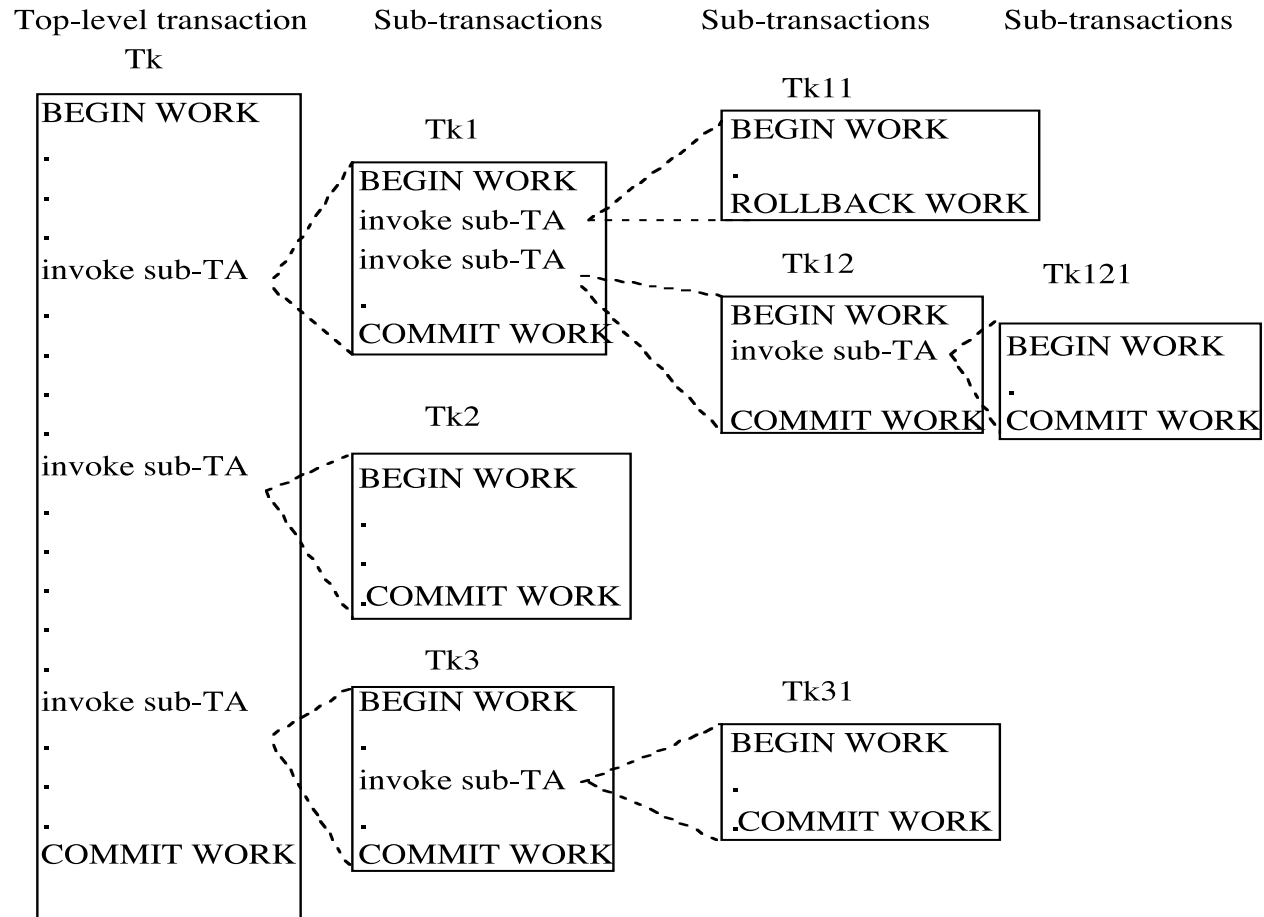 Top-level transaction
Tk
BEGIN WORK
.
.
.
invoke sub-TA
.
.
.
.
invoke sub-TA
.
.
.
.
.
invoke sub-TA
.
.
.
COMMIT WORK
Sub-transactions
Tk1
BEGIN WORK
invoke sub-TA
invoke sub-TA
.
COMMIT WORK
Tk2
BEGIN WORK
.
.
.COMMIT WORK
Tk3
BEGIN WORK
.
invoke sub-TA
.
COMMIT WORK
Sub-transactions
Tk11
BEGIN WORK
.
ROLLBACK WORK
Tk12
BEGIN WORK
invoke sub-TA
COMMIT WORK
Tk31
BEGIN WORK
.
.COMMIT WORK
Sub-transactions
Tk121
BEGIN WORK
.
COMMIT WORK